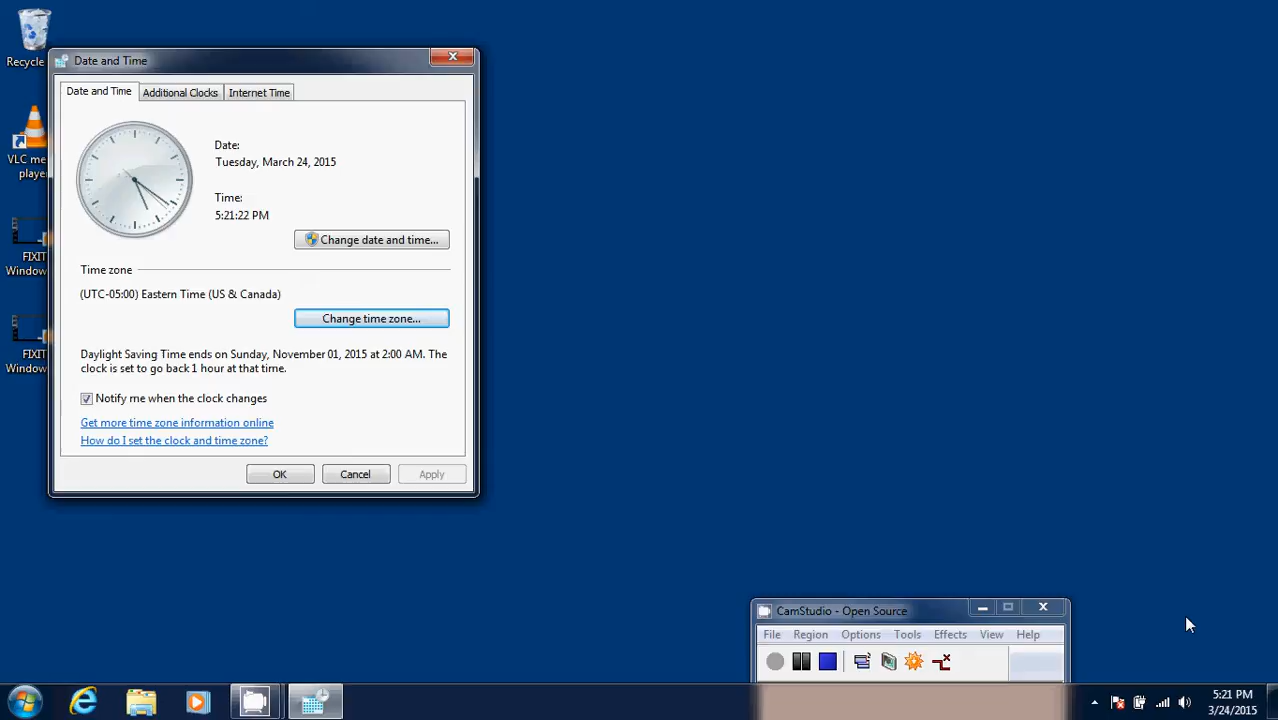 Recycle
VLC me
player
FIXIT
Window
FIXIT
Window
Date and Time
Date and Time
Additional Clocks
Internet Time
Date:
Tuesday, March 24, 2015
Time:
5:21:22 PM
Change date and time...
Time zone
(UTC-05:00) Eastern Time (US & Canada)
Change time zone...
Daylight Saving Time ends on Sunday, November 01, 2015 at 2:00 AM. The
clock is set to go back 1 hour at that time.
Notify me when the clock changes
Get more time zone information online
How do I set the clock and time zone?
OK
Cancel
Apply
CamStudio - Open Source
File Region Options Tools Effects View Help
5:21 PM
3/24/2015